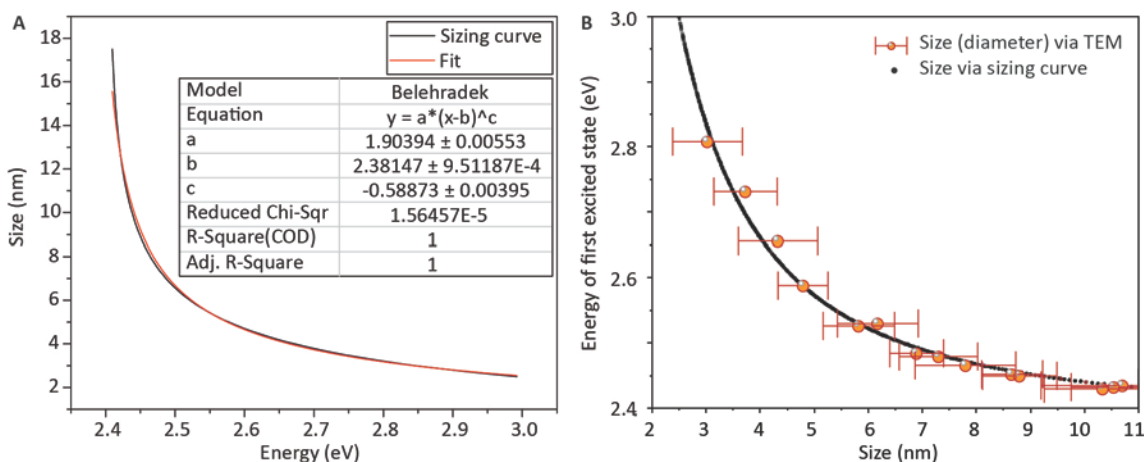 A
18
16
14
12
10
8
6
4
2
Size (nm)
2.4 2.5 2.6 2.7 2.8 2.9 3.0
Energy (eV)
Sizing curve
Fit
Model Belehradek
Equation y = a*(x-b)^c
a 1.90394 ± 0.00553
b 2.38147 ± 9.51187E-4
c -0.58873 ± 0.00395
Reduced Chi-Sqr 1.56457E-5
R-Square(COD) 1
Adj. R-Square 1
B
3.0
2.8
2.6
2.4
Energy of first excited state (eV)
Size (diameter) via TEM
Size via sizing curve
2 3 4 5 6 7 8 9 10 11
Size (nm)